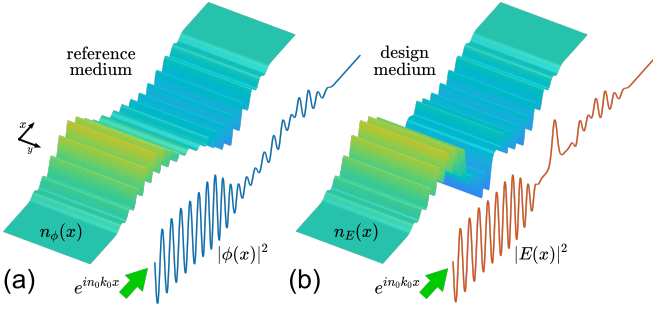 reference
medium
x
y
n_ϕ(x)
|ϕ(x)|²
(a)
e^{in₀k₀x}
design
medium
n_E(x)
|E(x)|²
(b)
e^{in₀k₀x}